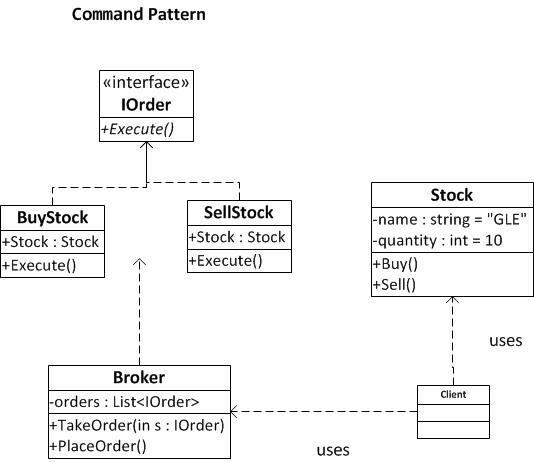 Command Pattern
«interface»
IOrder
+Execute()
BuyStock
+Stock : Stock
+Execute()
SellStock
+Stock : Stock
+Execute()
Stock
-name : string = "GLE"
-quantity : int = 10
+Buy()
+Sell()
uses
Broker
-orders : List<IOrder>
+TakeOrder(in s : IOrder)
+PlaceOrder()
Client
uses